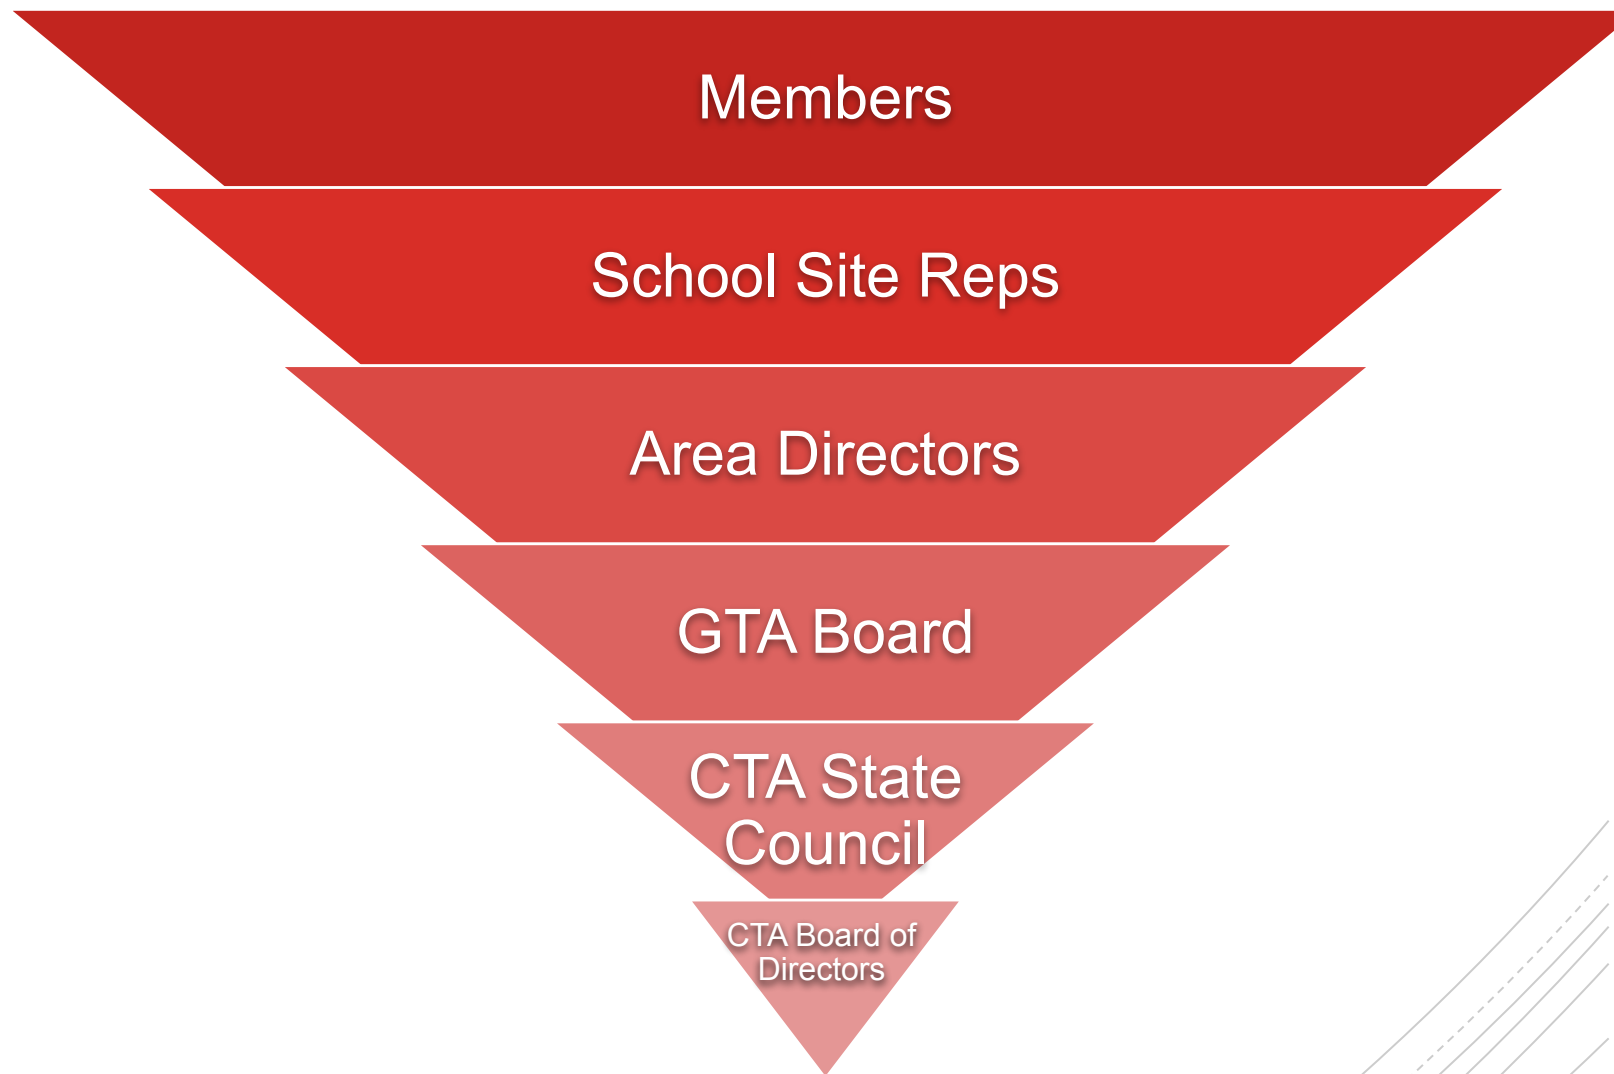 Members
School Site Reps
Area Directors
GTA Board
CTA State
Council
CTA Board of
Directors